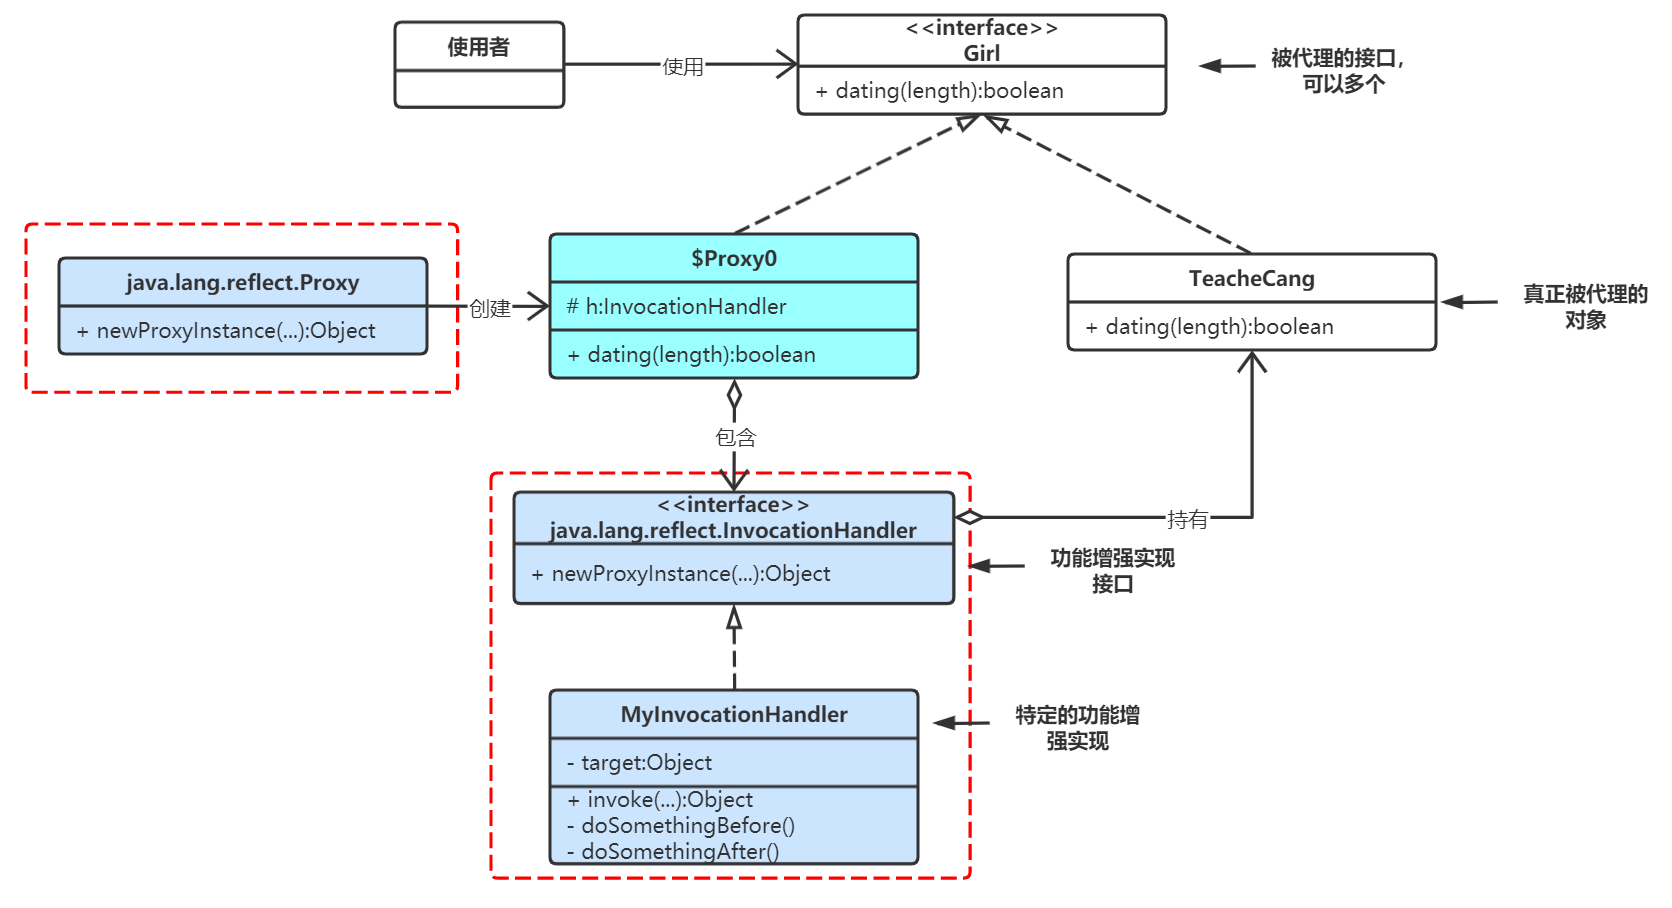 使用者
使用
<<interface>>
Girl
+ dating(length):boolean
被代理的接口，
可以多个
java.lang.reflect.Proxy
+ newProxyInstance(...):Object
创建
$Proxy0
# h:InvocationHandler
+ dating(length):boolean
TeacheCang
+ dating(length):boolean
真正被代理的
对象
包含
<<interface>>
java.lang.reflect.InvocationHandler
+ newProxyInstance(...):Object
持有
功能增强实现
接口
MyInvocationHandler
- target:Object
+ invoke(...):Object
- doSomethingBefore()
- doSomethingAfter()
特定的功能增
强实现